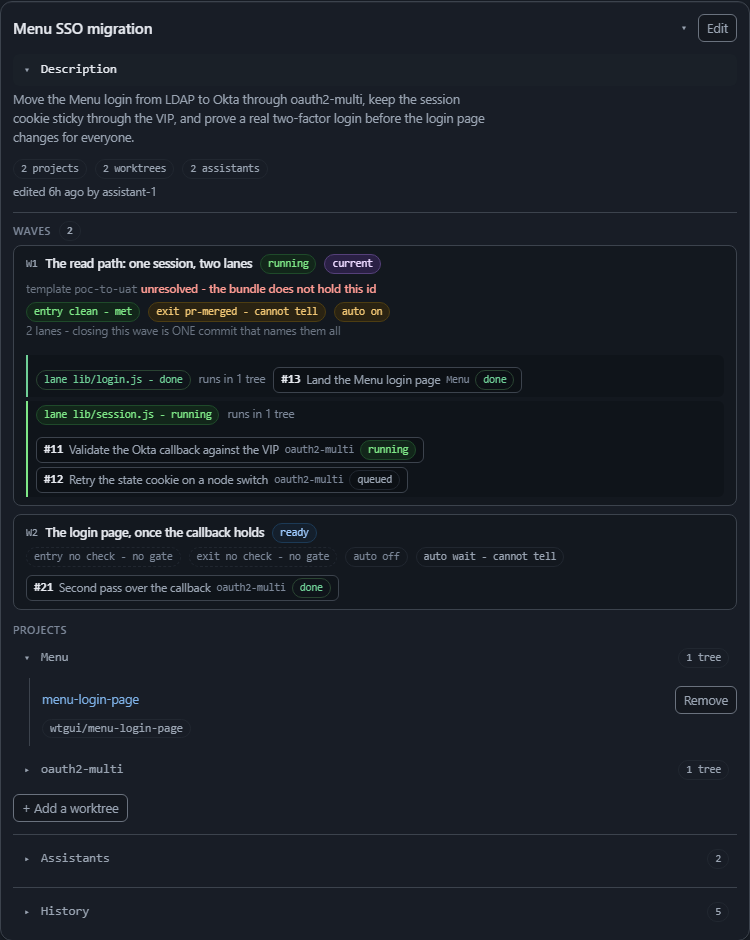 Menu SSO migration
Edit
Description
Move the Menu login from LDAP to Okta through oauth2-multi, keep the session
cookie sticky through the VIP, and prove a real two-factor login before the login page
changes for everyone.
2 projects 2 worktrees 2 assistants
edited 6h ago by assistant-1
WAVES 2
W1 The read path: one session, two lanes running current
template poc-to-uat unresolved - the bundle does not hold this id
entry clean - met exit pr-merged - cannot tell auto on
2 lanes - closing this wave is ONE commit that names them all
lane lib/login.js - done runs in 1 tree #13 Land the Menu login page Menu done
lane lib/session.js - running runs in 1 tree
#11 Validate the Okta callback against the VIP oauth2-multi running
#12 Retry the state cookie on a node switch oauth2-multi queued
W2 The login page, once the callback holds ready
entry no check - no gate exit no check - no gate auto off auto wait - cannot tell
#21 Second pass over the callback oauth2-multi done
PROJECTS
Menu 1 tree
menu-login-page Remove
wtgui/menu-login-page
oauth2-multi 1 tree
+ Add a worktree
Assistants 2
History 5